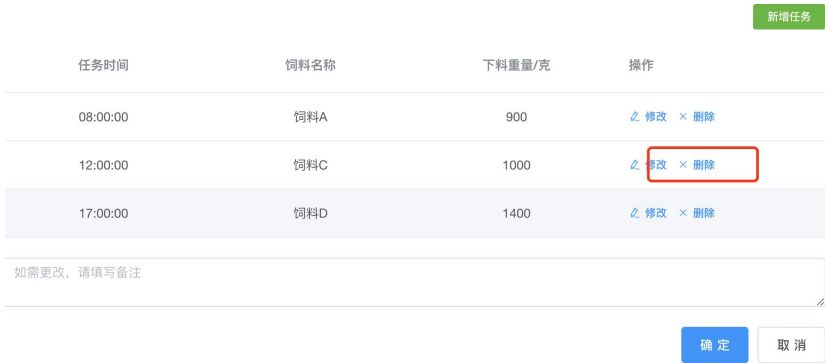 新增任务
任务时间 饲料名称 下料重量/克 操作
08:00:00 饲料A 900 修改 × 删除
12:00:00 饲料C 1000 修改 × 删除
17:00:00 饲料D 1400 修改 × 删除
如需更改，请填写备注
确定 取消